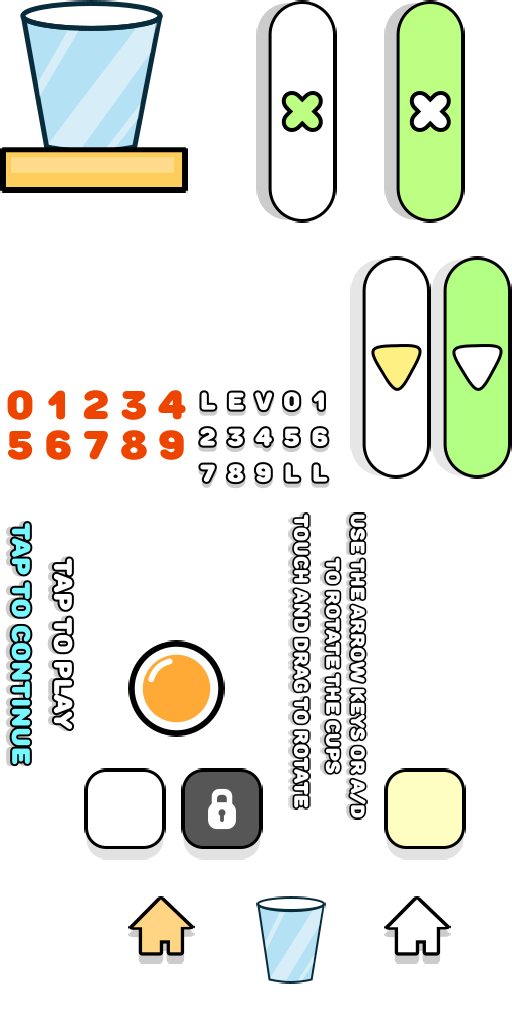 0 1 2 3 4
5 6 7 8 9
L E V 0 1
2 3 4 5 6
7 8 9 L L
TAP TO CONTINUE
TAP TO PLAY
USE THE ARROW KEYS OR A/D
TO ROTATE THE CUPS
TOUCH AND DRAG TO ROTATE